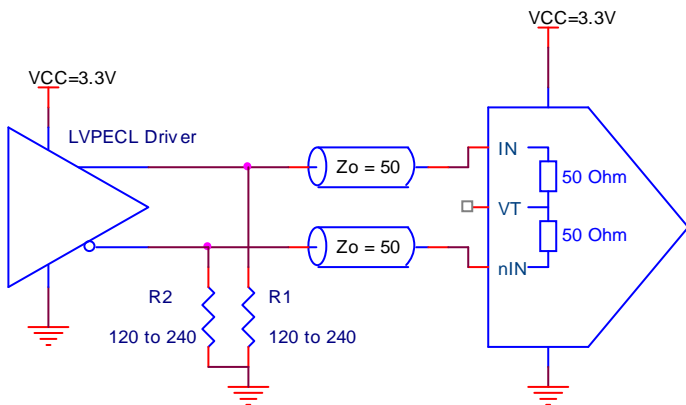 VCC=3.3V
VCC=3.3V
LVPECL Driver
Zo = 50
IN
50 Ohm
VT
50 Ohm
Zo = 50
nIN
R2
R1
120 to 240
120 to 240